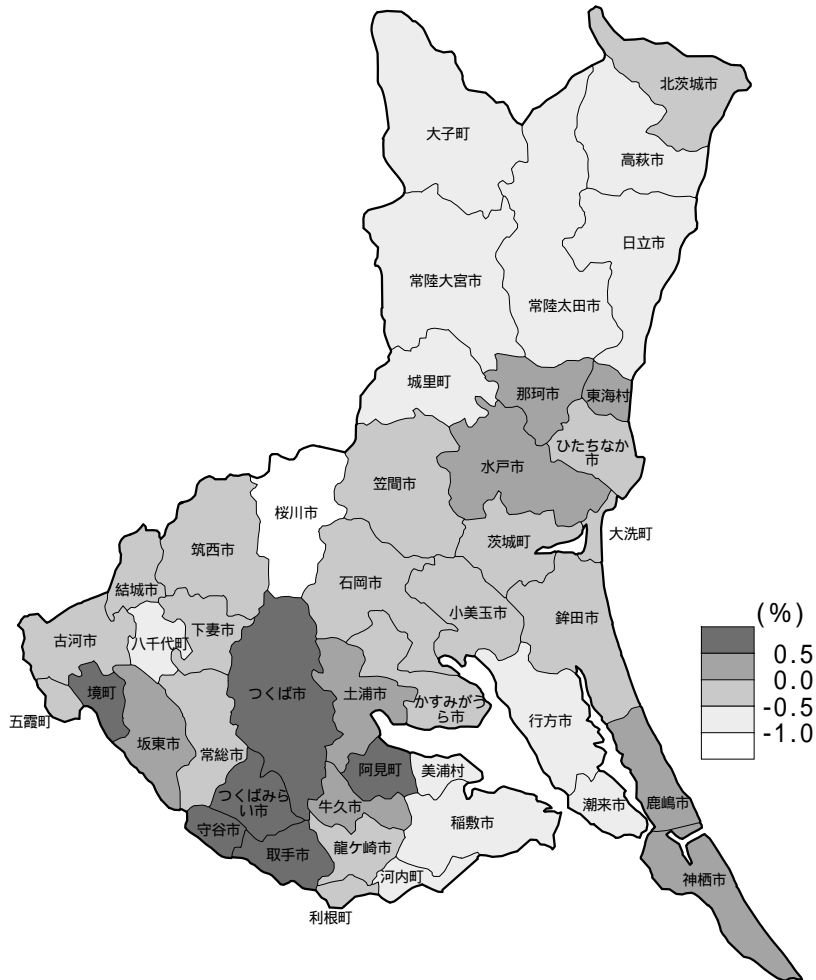 北茨城市
大子町
高萩市
日立市
常陸大宮市
常陸太田市
城里町
那珂市
東海村
ひたちなか
市
水戸市
笠間市
桜川市
茨城町
大洗町
筑西市
石岡市
結城市
小美玉市
鉾田市
古河市
八千代町
下妻市
(%)
0.5
0.0
-0.5
-1.0
境町
つくば市
土浦市
かすみがう
ら市
五霞町
坂東市
常総市
行方市
阿見町
美浦村
つくばみら
い市
牛久市
潮来市
鹿嶋市
守谷市
取手市
龍ケ崎市
稲敷市
河内町
神栖市
利根町